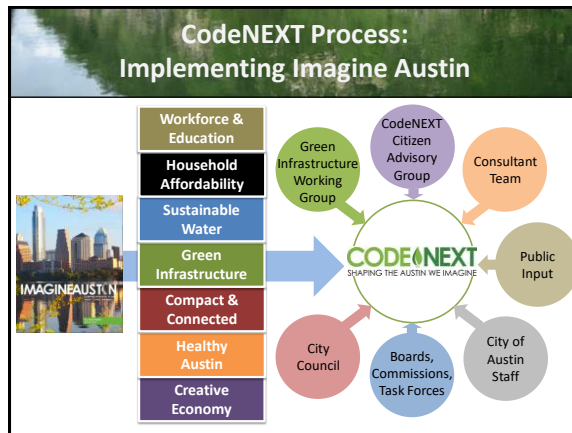 CodeNEXT Process:
Implementing Imagine Austin
IMAGINEAUSTIN
Workforce &
Education
Household
Affordability
Sustainable
Water
Green
Infrastructure
Compact &
Connected
Healthy
Austin
Creative
Economy
Green
Infrastructure
Working
Group
CodeNEXT
Citizen
Advisory
Group
Consultant
Team
Public
Input
City of
Austin
Staff
Boards,
Commissions,
Task Forces
City
Council
CODE NEXT
SHAPING THE AUSTIN WE IMAGINE